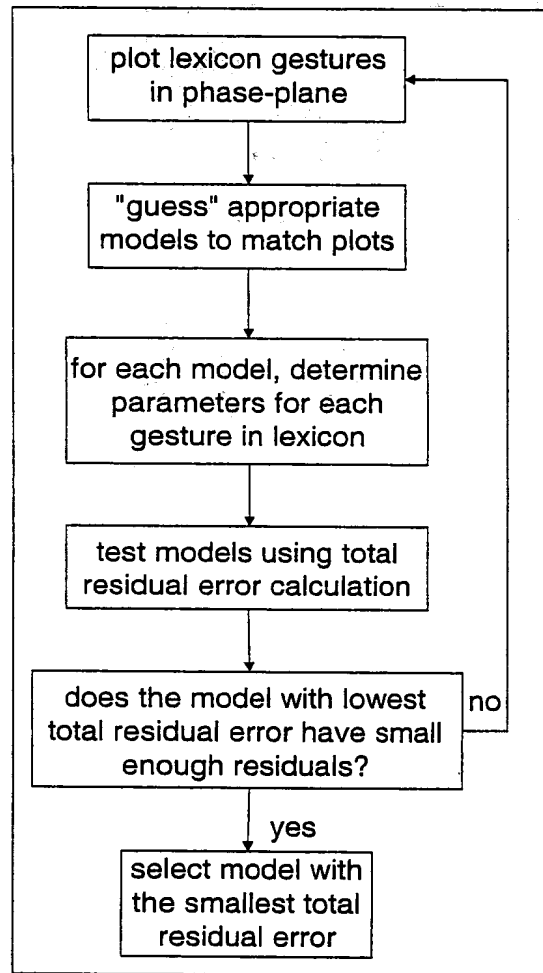 plot lexicon gestures
in phase-plane
"guess" appropriate
models to match plots
for each model, determine
parameters for each
gesture in lexicon
test models using total
residual error calculation
does the model with lowest
total residual error have small
enough residuals?
no
yes
select model with
the smallest total
residual error